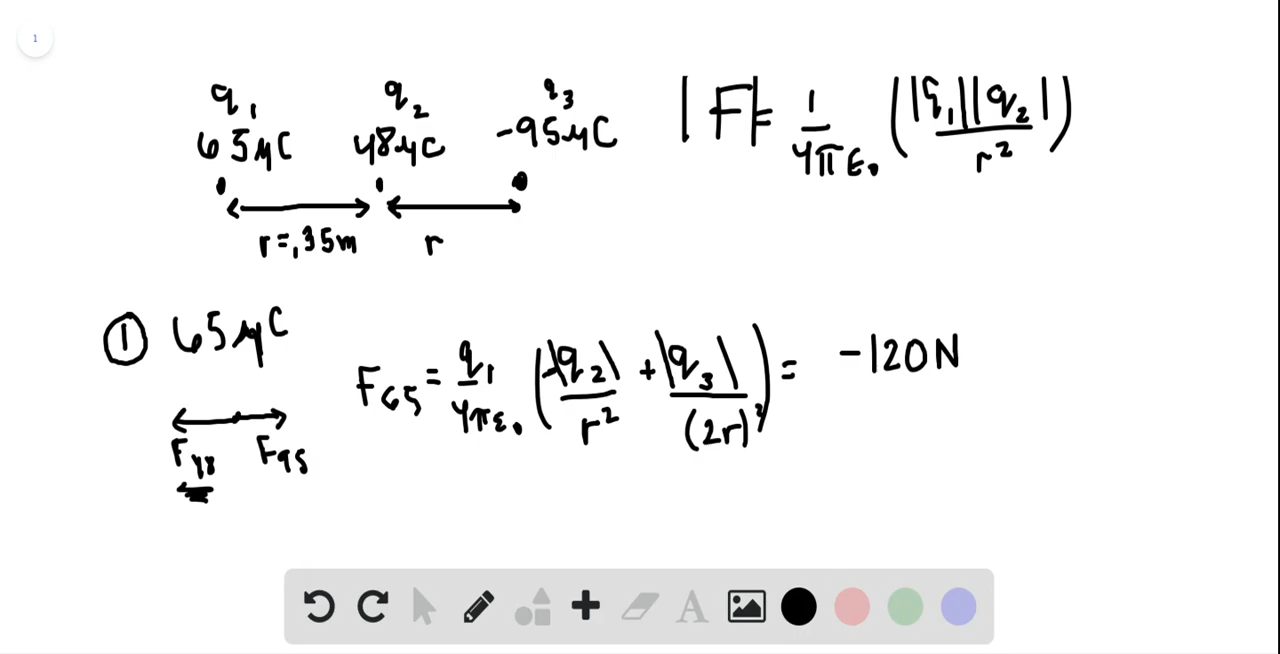 1
q₁ q₂ q₃
65μC 48μC -95μC
|F|= 1/4πε₀ (|q₁||q₂|/r²)
r=.35m r
① 65μC
F₆₅ = q₁/4πε₀ (-|q₂|/r² + |q₃|/(2r)²) = -120N
F₄₈ F₉₅
A